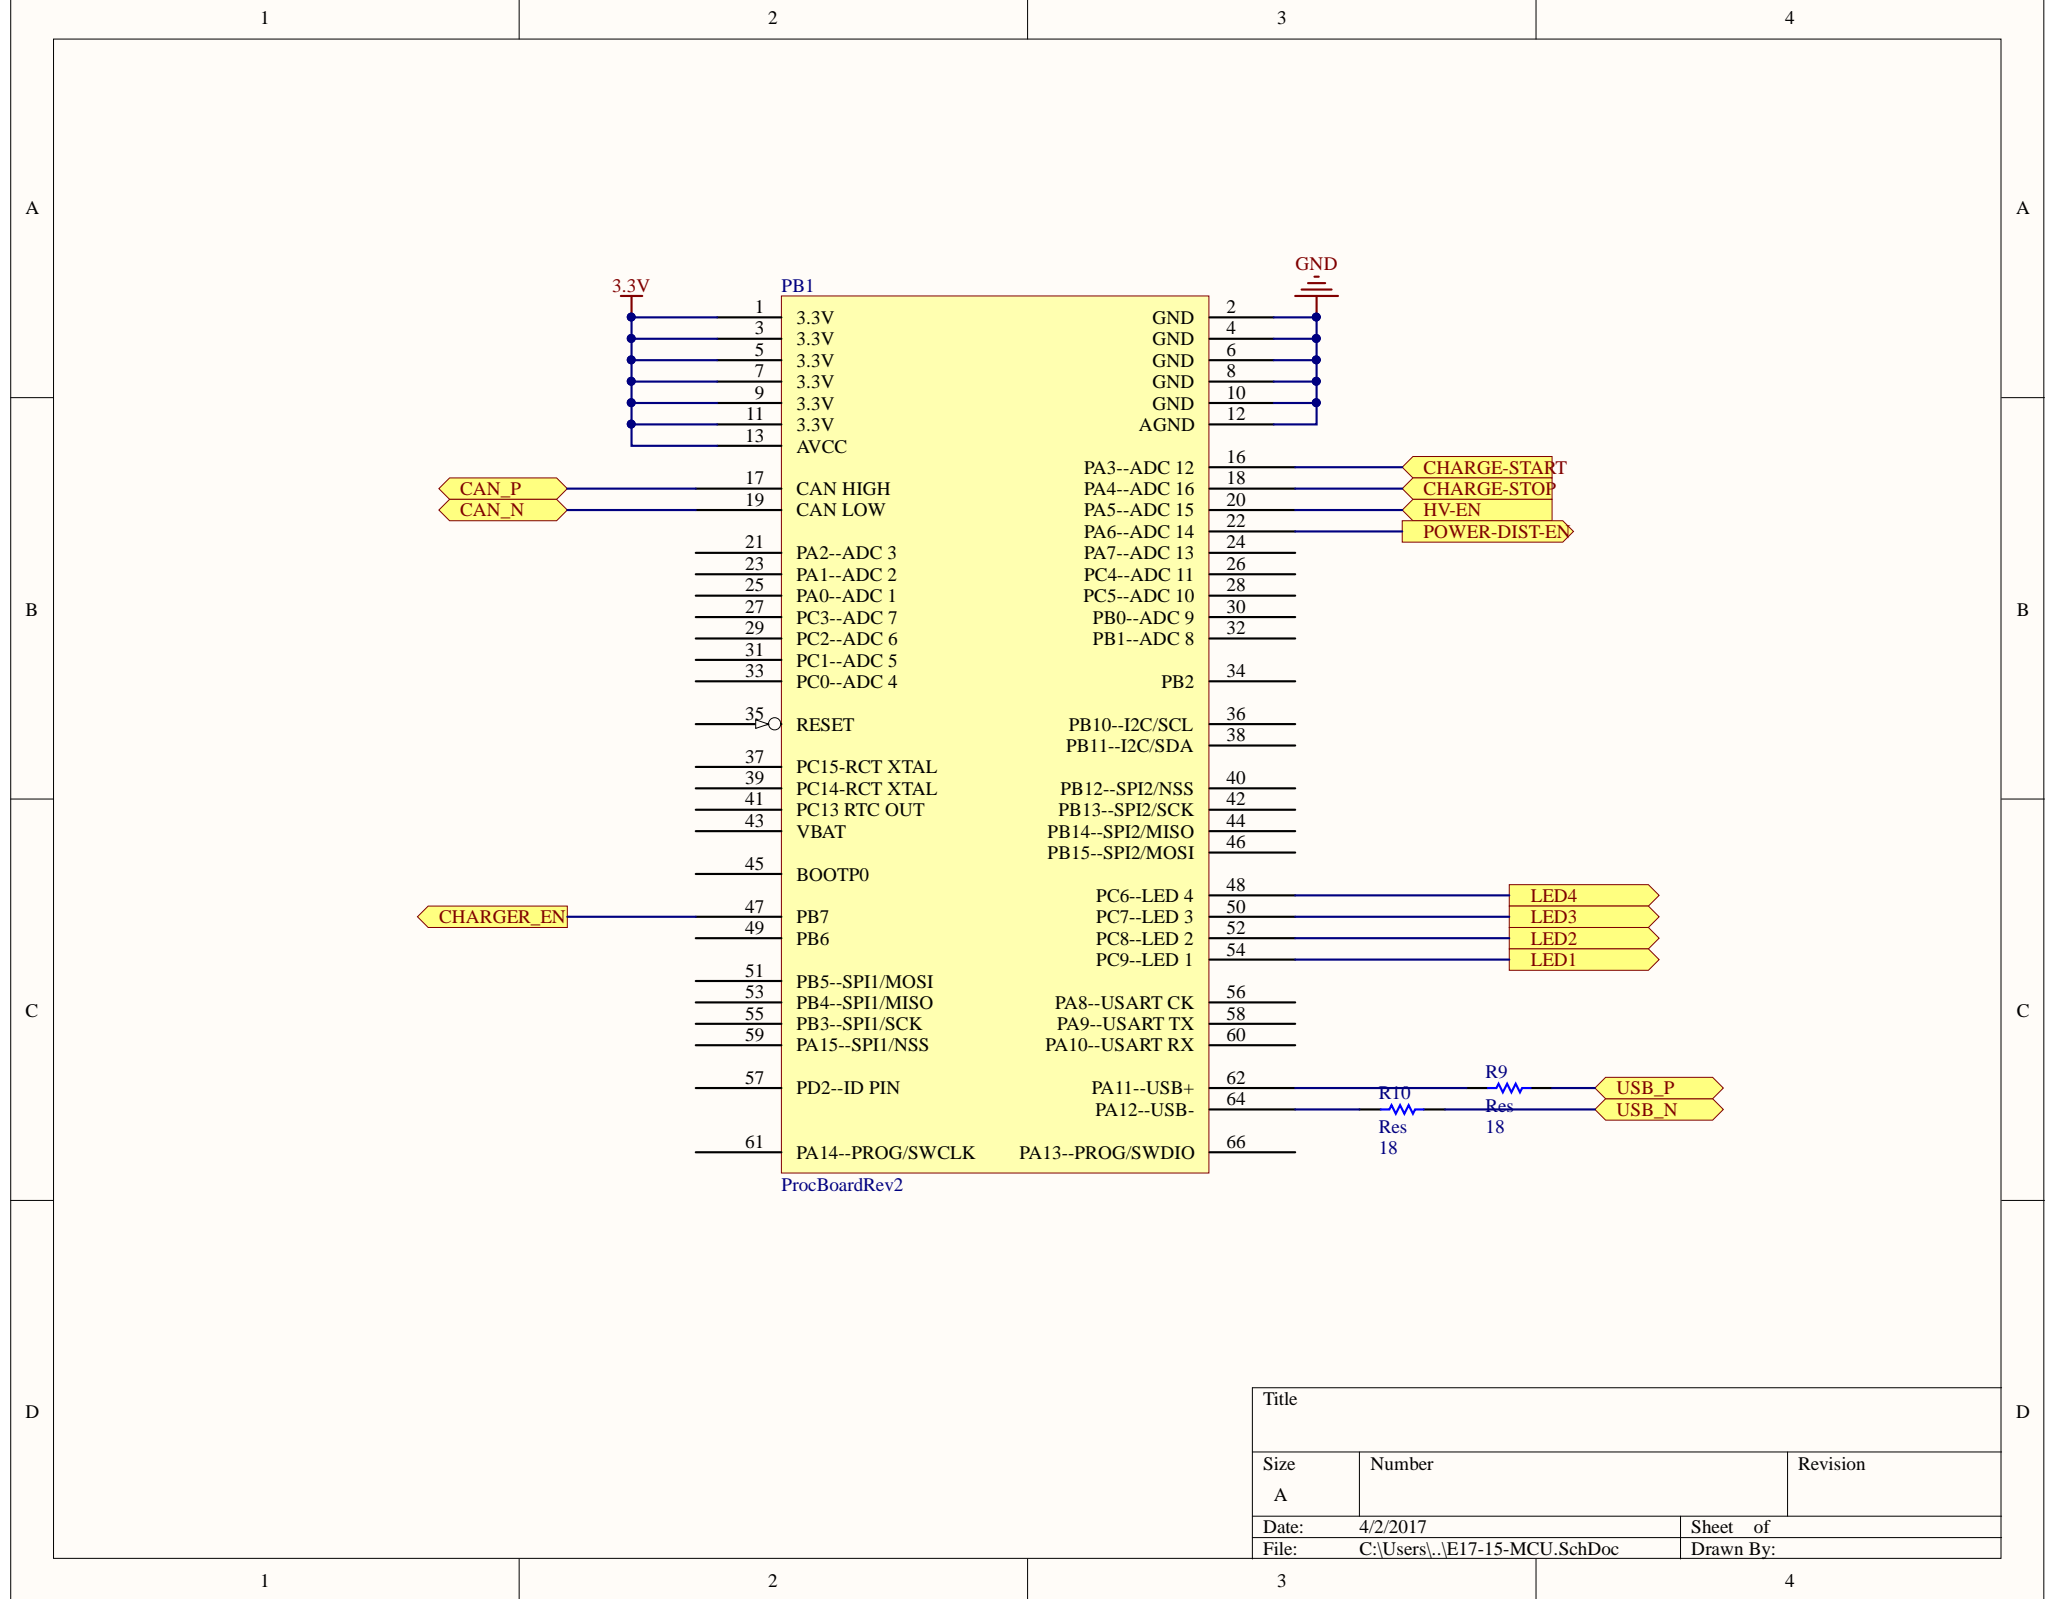 1 2 3 4
A A
3.3V PB1 GND
1 3.3V GND 2
3 3.3V GND 4
5 3.3V GND 6
7 3.3V GND 8
9 3.3V GND 10
11 3.3V AGND 12
13 AVCC
PA3--ADC 12 16 CHARGE-START
CAN_P 17 CAN HIGH PA4--ADC 16 18 CHARGE-STOP
CAN_N 19 CAN LOW PA5--ADC 15 20 HV-EN
PA6--ADC 14 22 POWER-DIST-EN
21 PA2--ADC 3 PA7--ADC 13 24
23 PA1--ADC 2 PC4--ADC 11 26
25 PA0--ADC 1 PC5--ADC 10 28
B B
27 PC3--ADC 7 PB0--ADC 9 30
29 PC2--ADC 6 PB1--ADC 8 32
31 PC1--ADC 5
33 PC0--ADC 4 PB2 34
35 RESET PB10--I2C/SCL 36
PB11--I2C/SDA 38
37 PC15-RCT XTAL
39 PC14-RCT XTAL PB12--SPI2/NSS 40
41 PC13 RTC OUT PB13--SPI2/SCK 42
43 VBAT PB14--SPI2/MISO 44
PB15--SPI2/MOSI 46
45 BOOTP0
PC6--LED 4 48 LED4
CHARGER_EN 47 PB7 PC7--LED 3 50 LED3
49 PB6 PC8--LED 2 52 LED2
PC9--LED 1 54 LED1
51 PB5--SPI1/MOSI
53 PB4--SPI1/MISO PA8--USART CK 56
C C
55 PB3--SPI1/SCK PA9--USART TX 58
59 PA15--SPI1/NSS PA10--USART RX 60
R9
57 PD2--ID PIN PA11--USB+ 62 USB_P
R10
PA12--USB- 64 Res USB_N
Res 18
18
61 PA14--PROG/SWCLK PA13--PROG/SWDIO 66
ProcBoardRev2
D D
Title
Size Number Revision
A
Date: 4/2/2017 Sheet of
File: C:\Users\..\E17-15-MCU.SchDoc Drawn By:
1 2 3 4